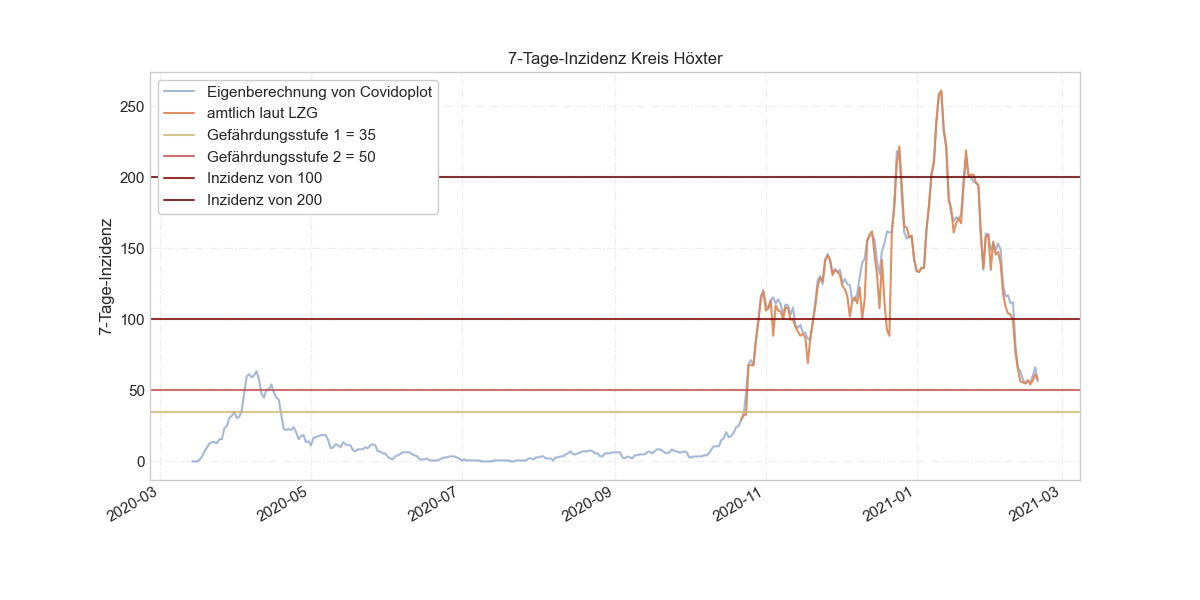 7-Tage-Inzidenz Kreis Höxter
Eigenberechnung von Covidoplot
amtlich laut LZG
Gefährdungsstufe 1 = 35
Gefährdungsstufe 2 = 50
Inzidenz von 100
Inzidenz von 200
7-Tage-Inzidenz
250
200
150
100
50
0
2020-03
2020-05
2020-07
2020-09
2020-11
2021-01
2021-03